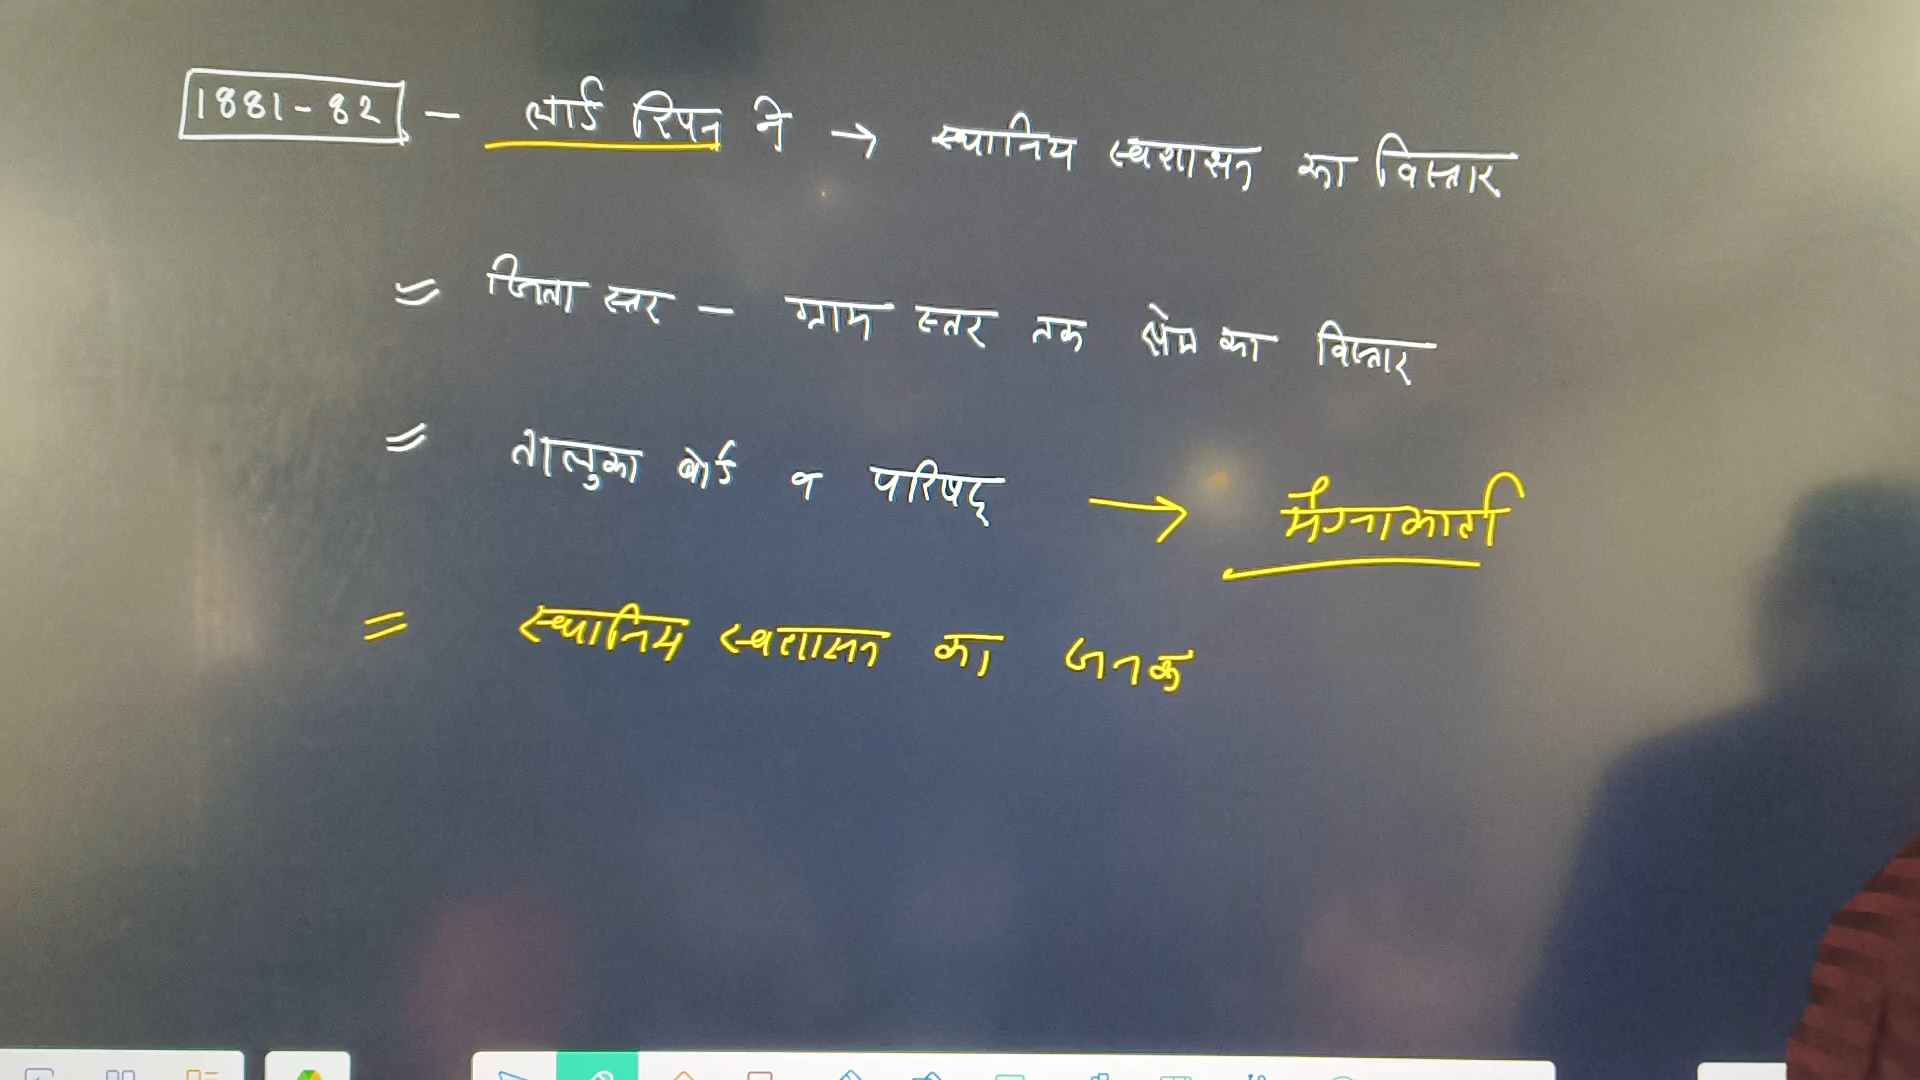 1881-82 - लार्ड रिपन ने → स्थानिय स्वशासन का विस्तार
= जिला स्तर - ग्राम स्तर तक क्षेत्र का विस्तार
= तालुका बोर्ड व परिषद् → मैग्नाकार्टा
= स्थानिय स्वशासन का जनक